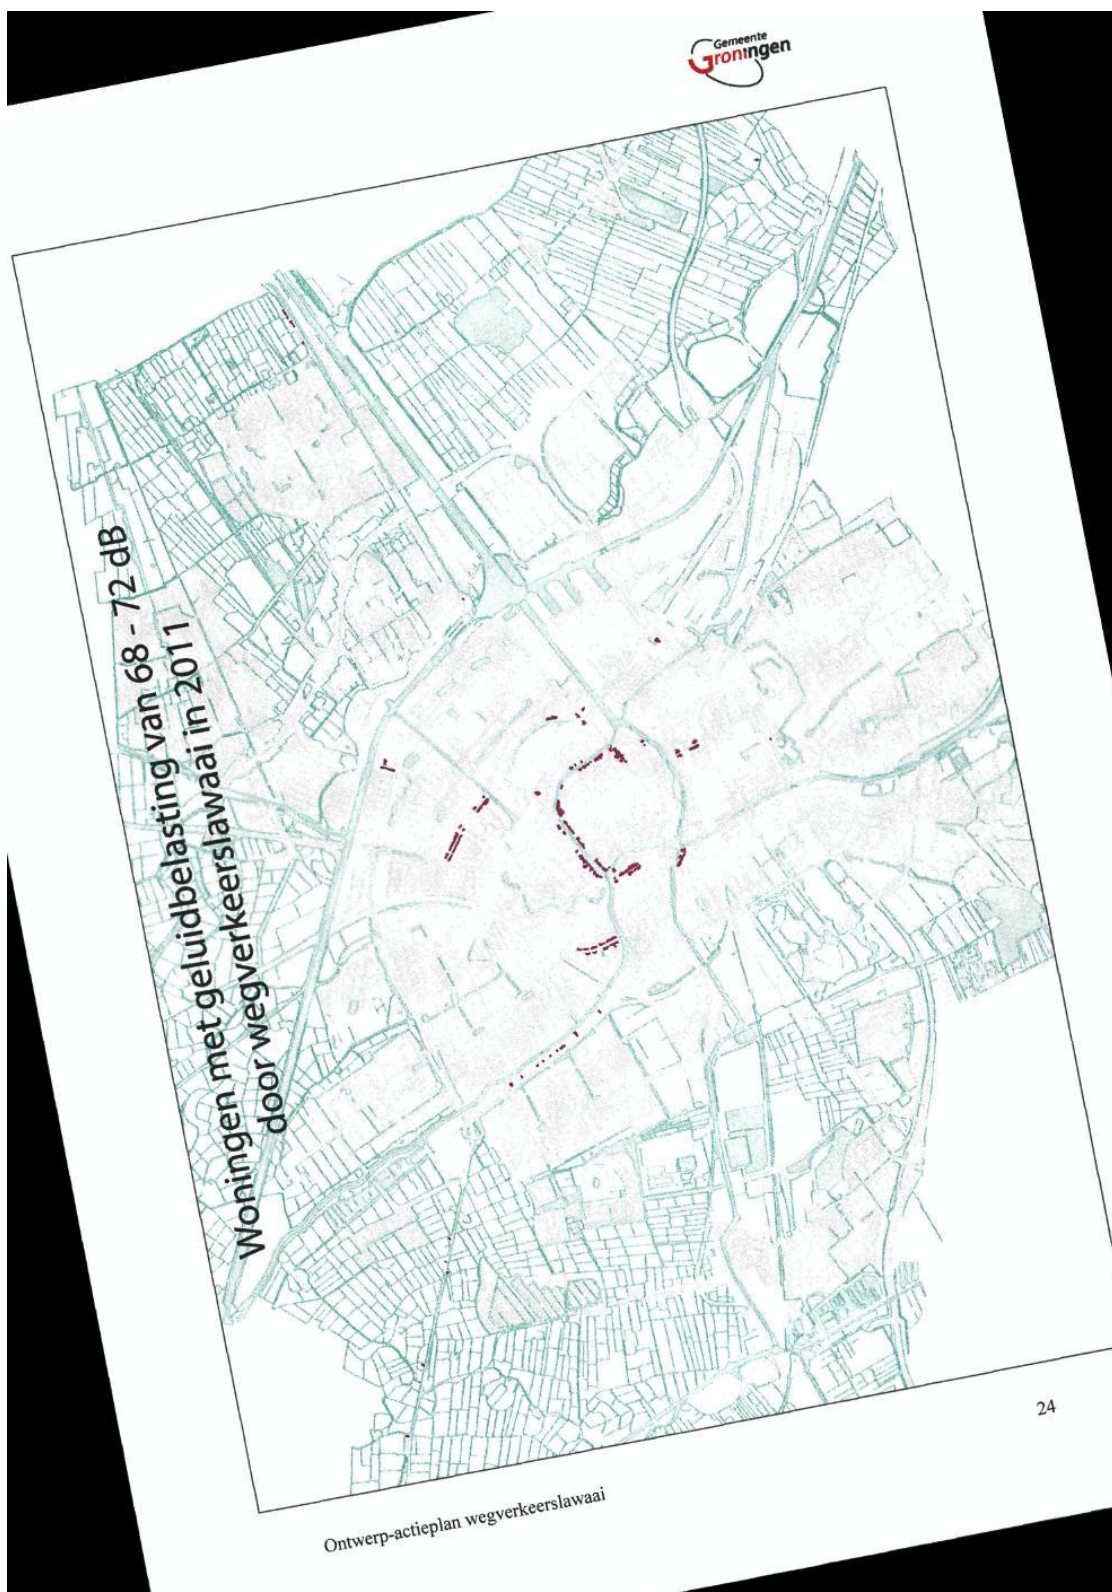 Gemeente
Groningen
Woningen met geluidbelasting van 68 - 72 dB
door wegverkeerslawaai in 2011
24
Ontwerp-actieplan wegverkeerslawaai